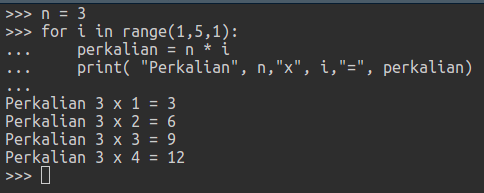 >>> n = 3
>>> for i in range(1,5,1):
...     perkalian = n * i
...     print( "Perkalian", n,"x", i,"=", perkalian)
...
Perkalian 3 x 1 = 3
Perkalian 3 x 2 = 6
Perkalian 3 x 3 = 9
Perkalian 3 x 4 = 12
>>>